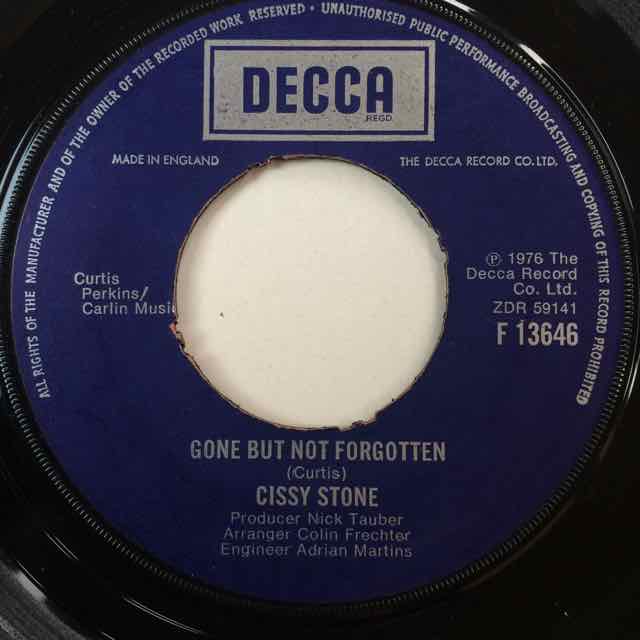 ALL RIGHTS OF THE MANUFACTURER AND OF THE OWNER OF THE RECORDED WORK RESERVED • UNAUTHORISED PUBLIC PERFORMANCE BROADCASTING AND COPYING OF THIS RECORD PROHIBITED
DECCA
REGD.
MADE IN ENGLAND
THE DECCA RECORD CO. LTD.
Curtis
Perkins/
Carlin Musi
℗ 1976 The
Decca Record
Co. Ltd.
ZDR 59141
F 13646
GONE BUT NOT FORGOTTEN
(Curtis)
CISSY STONE
Producer Nick Tauber
Arranger Colin Frechter
Engineer Adrian Martins